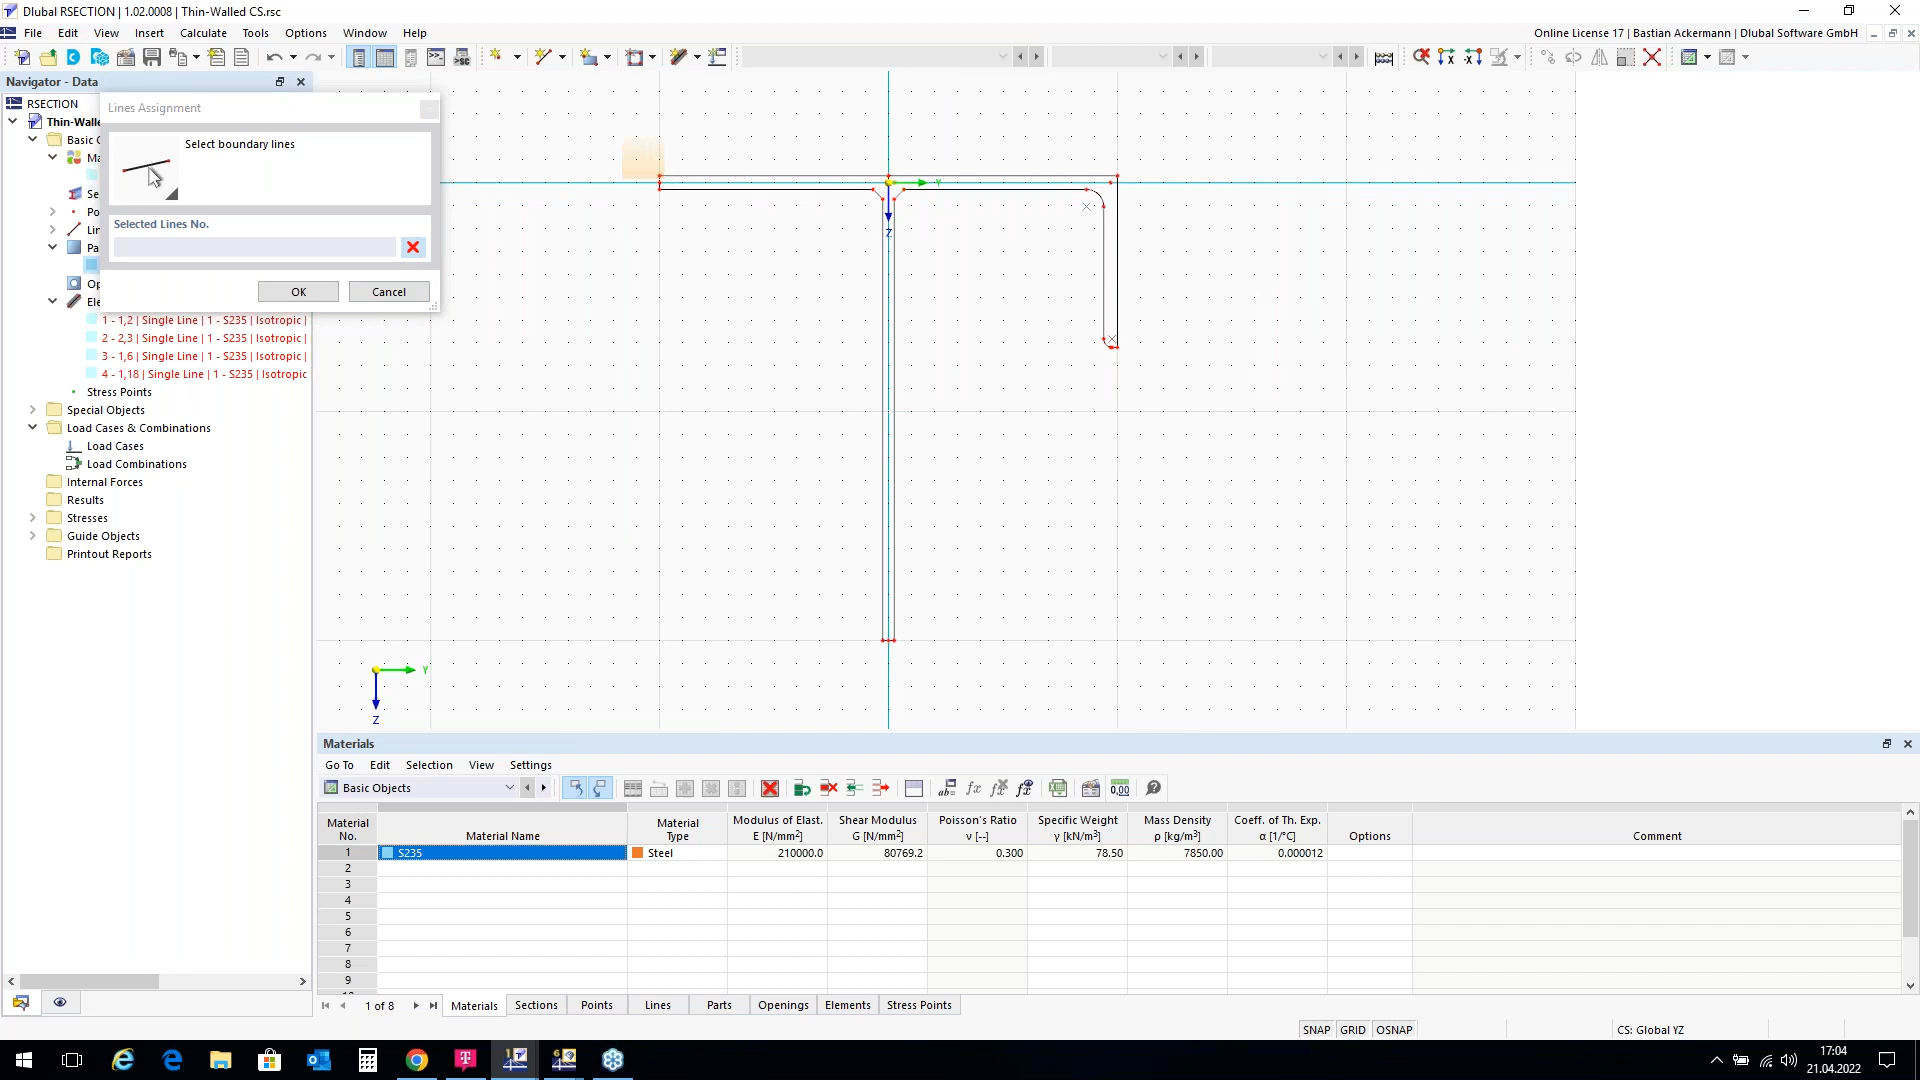 Dlubal RSECTION | 1.02.0008 | Thin-Walled CS.rsc
File Edit View Insert Calculate Tools Options Window Help
Online License 17 | Bastian Ackermann | Dlubal Software GmbH
Navigator - Data
RSECTION
Thin-Walle
Basic O
Ma
Se
Po
Lin
Pa
Op
Ele
1 - 1,2 | Single Line | 1 - S235 | Isotropic |
2 - 2,3 | Single Line | 1 - S235 | Isotropic |
3 - 1,6 | Single Line | 1 - S235 | Isotropic |
4 - 1,18 | Single Line | 1 - S235 | Isotropic
Stress Points
Special Objects
Load Cases & Combinations
Load Cases
Load Combinations
Internal Forces
Results
Stresses
Guide Objects
Printout Reports
Lines Assignment
Select boundary lines
Selected Lines No.
OK Cancel
Y
Z
Y
Z
Materials
Go To Edit Selection View Settings
Basic Objects
Material No.
Material Name
Material Type
Modulus of Elast. E [N/mm²]
Shear Modulus G [N/mm²]
Poisson's Ratio ν [--]
Specific Weight γ [kN/m³]
Mass Density ρ [kg/m³]
Coeff. of Th. Exp. α [1/°C]
Options
Comment
1 S235 Steel 210000.0 80769.2 0.300 78.50 7850.00 0.000012
2
3
4
5
6
7
8
9
1 of 8 Materials Sections Points Lines Parts Openings Elements Stress Points
SNAP GRID OSNAP CS: Global YZ
17:04
21.04.2022